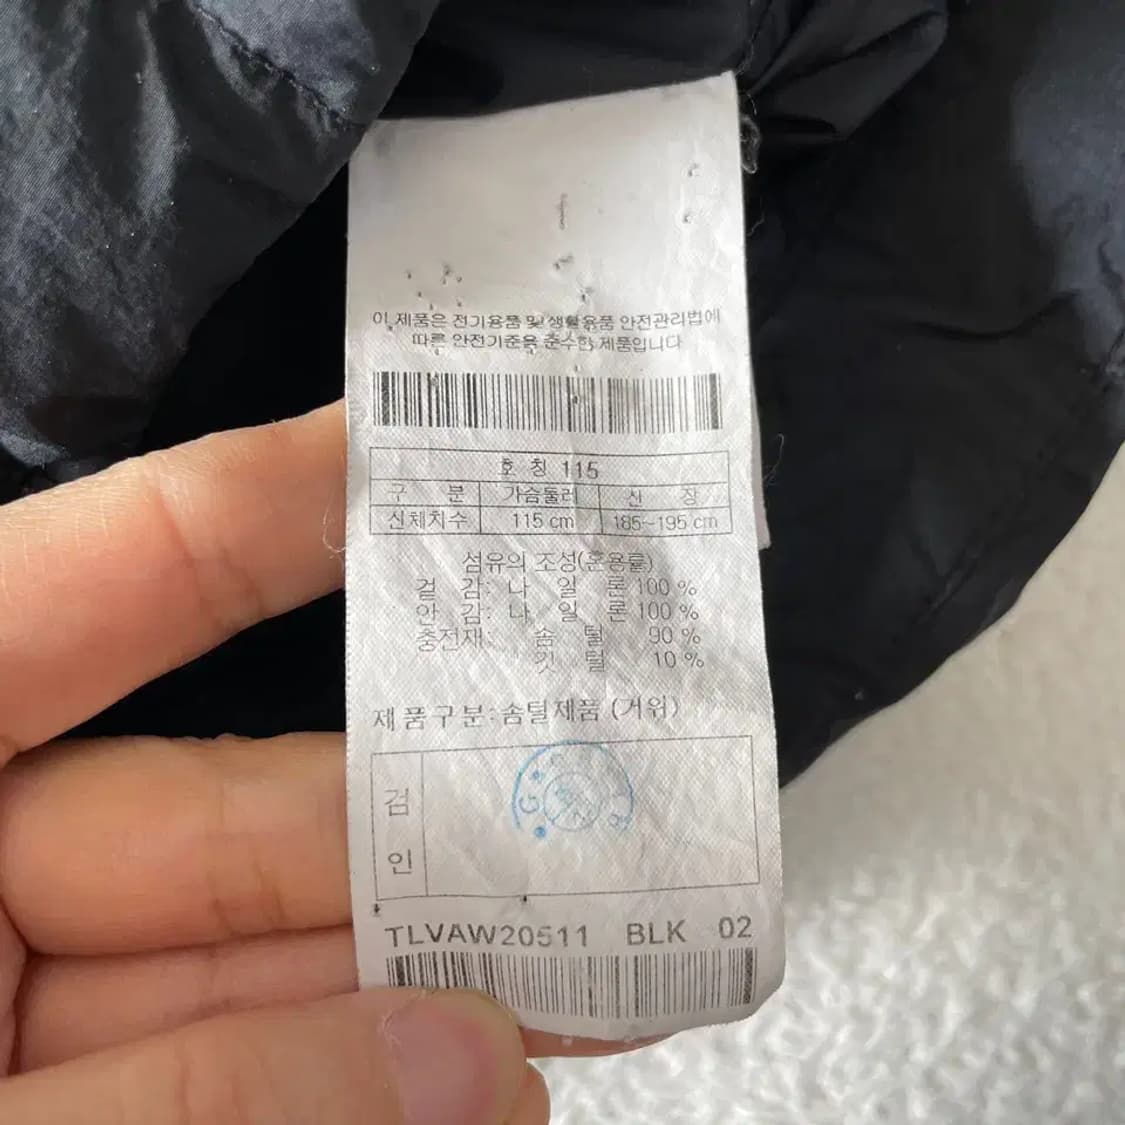 이 제품은 전기용품 및 생활용품 안전관리법에
따른 안전기준을 준수한 제품입니다
호 칭 115
구 분 가슴둘레 신 장
신체치수 115 cm 185~195 cm
섬유의 조성(혼용률)
겉 감: 나 일 론 100 %
안 감: 나 일 론 100 %
충전재: 솜 털 90 %
깃 털 10 %
제품구분:솜털제품 (거위)
검
인
TLVAW20511 BLK 02